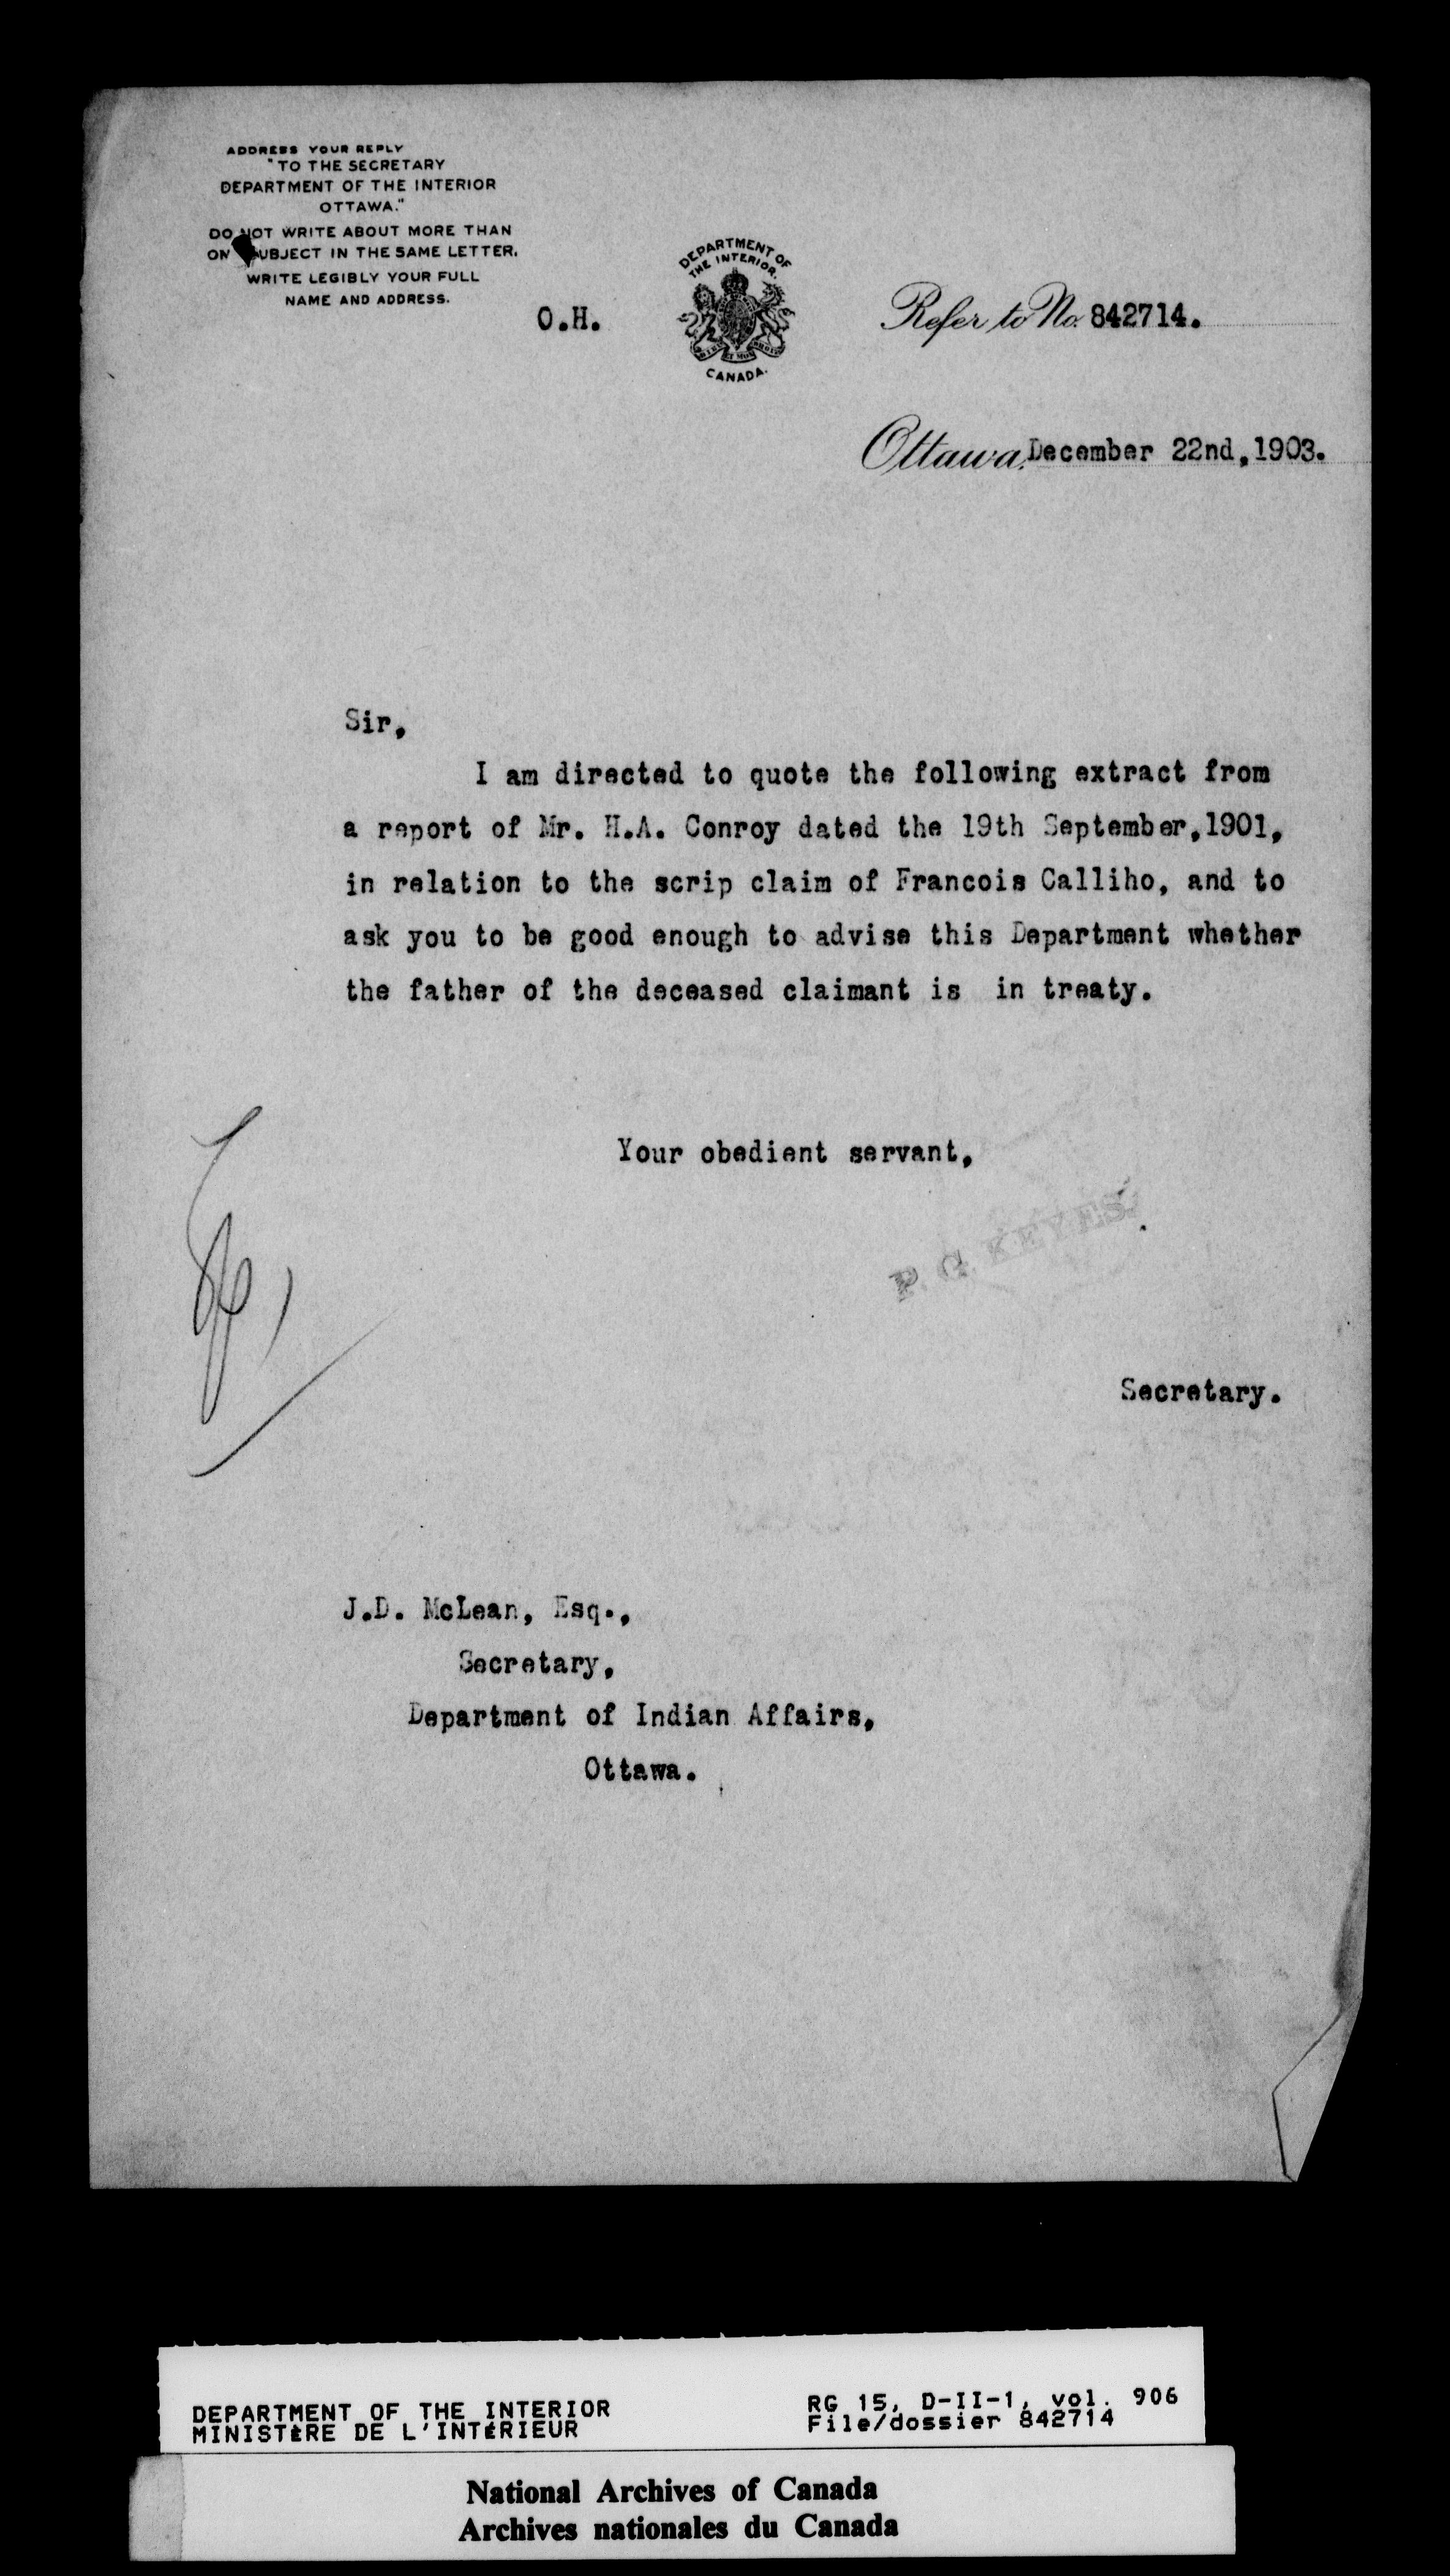 ADDRESS YOUR REPLY
"TO THE SECRETARY
DEPARTMENT OF THE INTERIOR
OTTAWA."
DO NOT WRITE ABOUT MORE THAN
ON SUBJECT IN THE SAME LETTER.
WRITE LEGIBLY YOUR FULL
NAME AND ADDRESS.
O.H.
DEPARTMENT OF
THE INTERIOR.
CANADA.
Refer to No. 842714.
Ottawa, December 22nd, 1903.
Sir,
I am directed to quote the following extract from
a report of Mr. H.A. Conroy dated the 19th September, 1901,
in relation to the scrip claim of Francois Calliho, and to
ask you to be good enough to advise this Department whether
the father of the deceased claimant is in treaty.
Your obedient servant,
P. G. KEYES
Secretary.
J.D. McLean, Esq.,
Secretary,
Department of Indian Affairs,
Ottawa.
DEPARTMENT OF THE INTERIOR
MINISTÈRE DE L'INTÉRIEUR
RG 15, D-II-1, vol. 906
File/dossier 842714
National Archives of Canada
Archives nationales du Canada